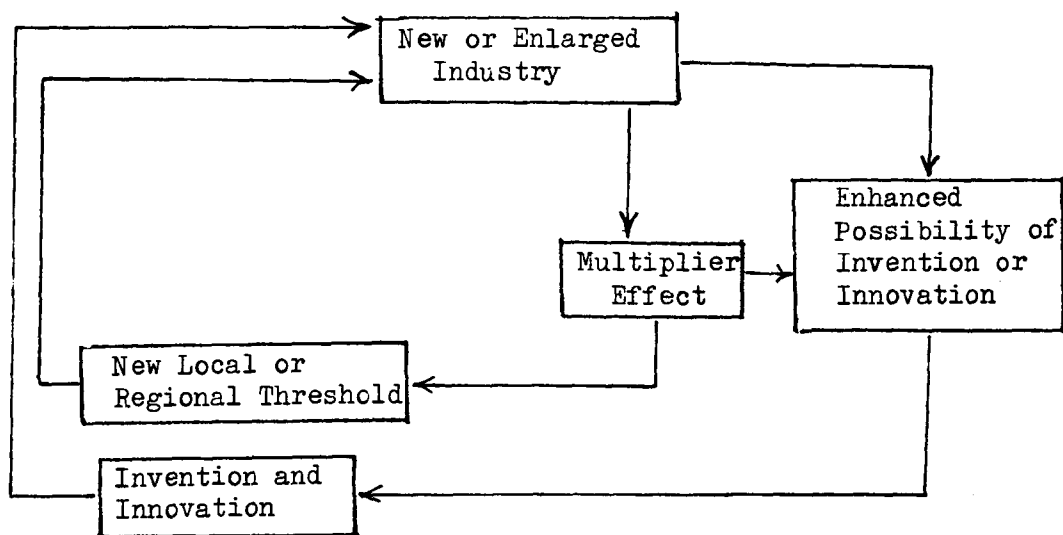 New or Enlarged
Industry
Enhanced
Possibility of
Invention or
Innovation
Multiplier
Effect
New Local or
Regional Threshold
Invention and
Innovation